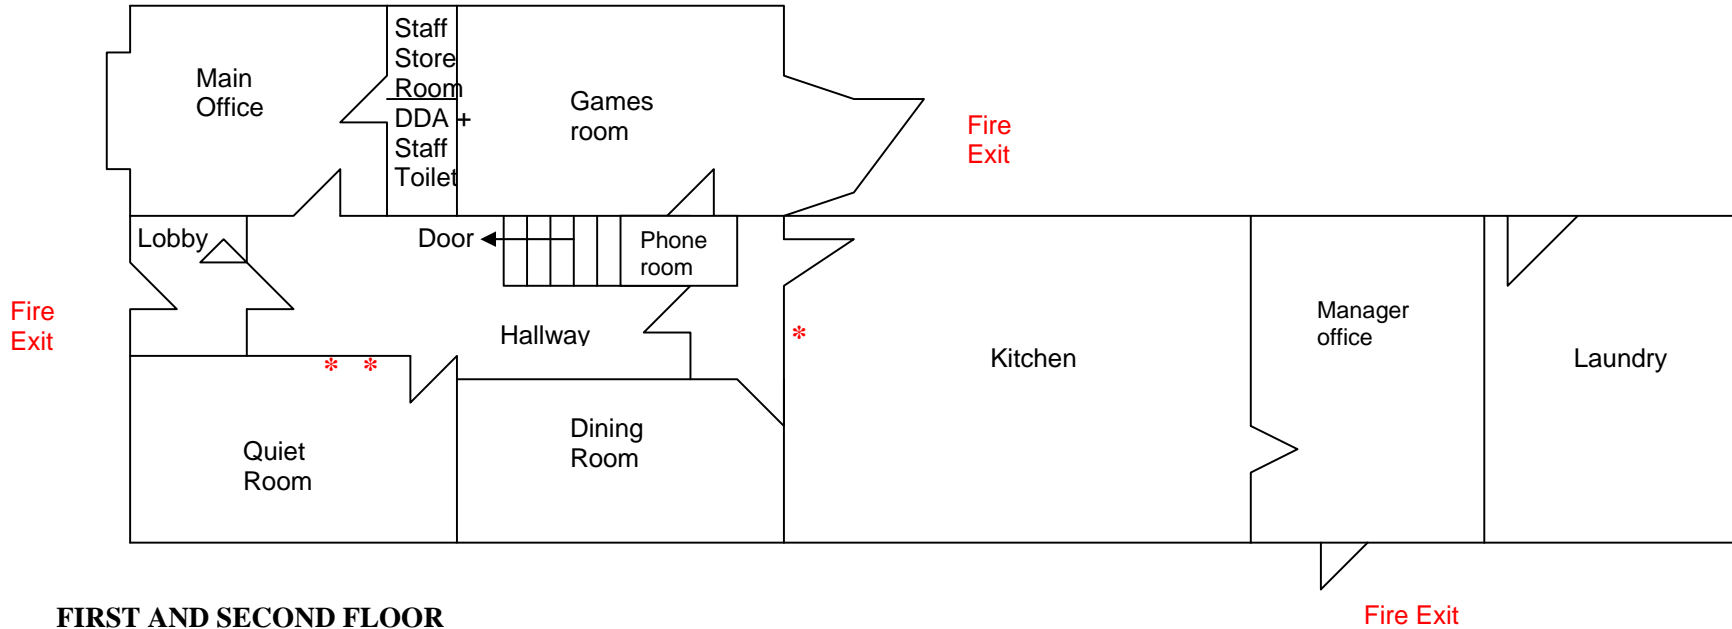 Staff
Store
Room
DDA +
Staff
Toilet
Main
Office
Games
room
Fire
Exit
Lobby
Door
Phone
room
Fire
Exit
Hallway
*
Manager
office
Kitchen
Laundry
* *
Quiet
Room
Dining
Room
FIRST AND SECOND FLOOR
Fire Exit